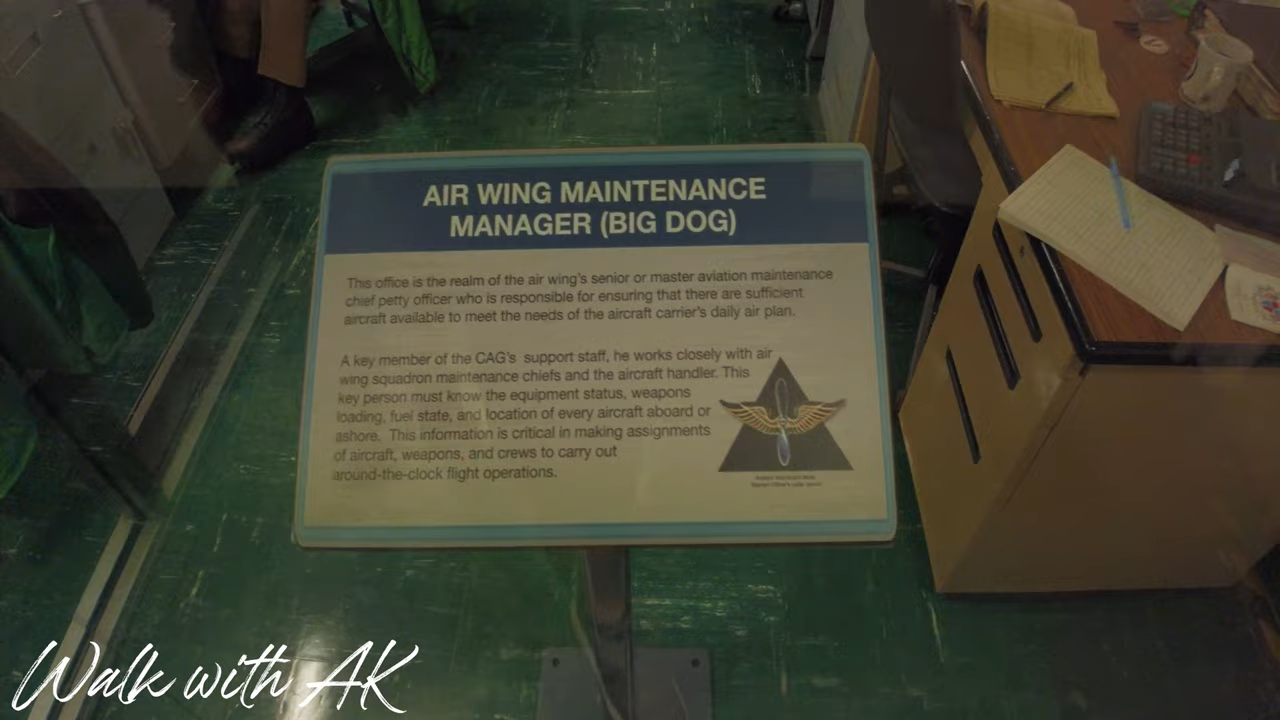 AIR WING MAINTENANCE
MANAGER (BIG DOG)
This office is the realm of the air wing's senior or master aviation maintenance
chief petty officer who is responsible for ensuring that there are sufficient
aircraft available to meet the needs of the aircraft carrier's daily air plan.
A key member of the CAG's support staff, he works closely with air
wing squadron maintenance chiefs and the aircraft handler. This
key person must know the equipment status, weapons
loading, fuel state, and location of every aircraft aboard or
ashore. This information is critical in making assignments
of aircraft, weapons, and crews to carry out
around-the-clock flight operations.
Walk with AK